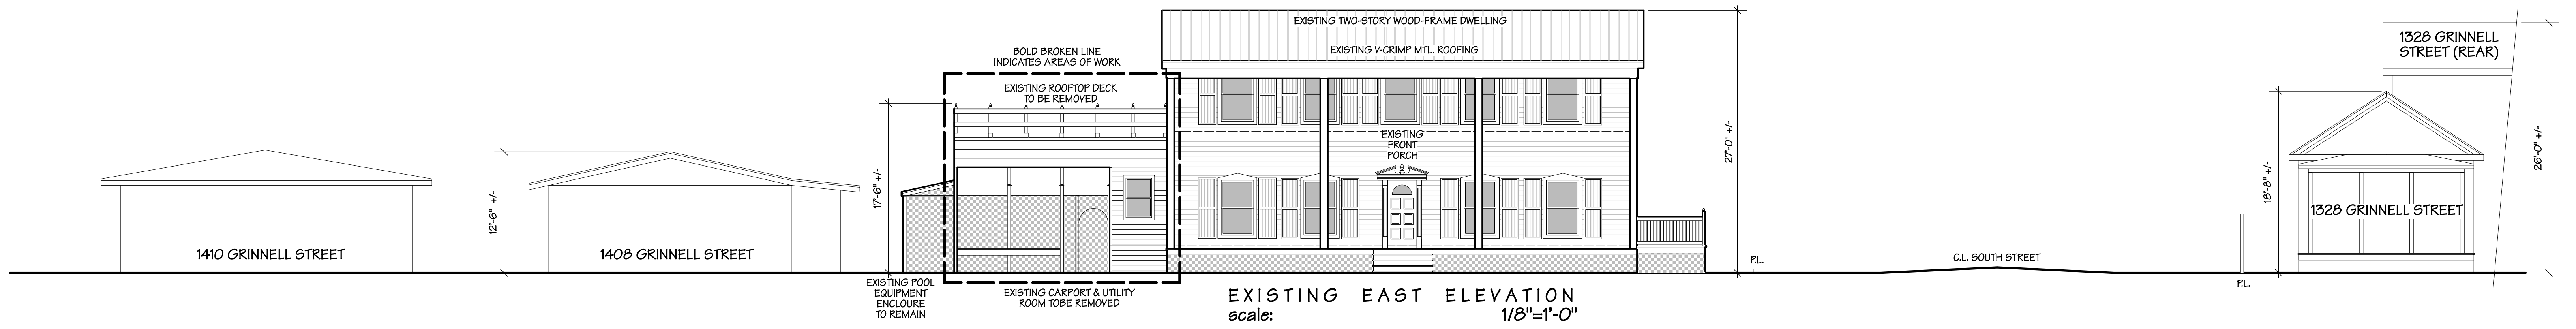 EXISTING TWO-STORY WOOD-FRAME DWELLING
EXISTING V-CRIMP MTL. ROOFING
BOLD BROKEN LINE
INDICATES AREAS OF WORK
EXISTING ROOFTOP DECK
TO BE REMOVED
1328 GRINNELL
STREET (REAR)
EXISTING
FRONT
PORCH
12'-6" +/-
17'-6" +/-
27'-0" +/-
18'-8" +/-
26'-0" +/-
1410 GRINNELL STREET
1408 GRINNELL STREET
1328 GRINNELL STREET
P.L.
C.L. SOUTH STREET
P.L.
EXISTING POOL
EQUIPMENT
ENCLOURE
TO REMAIN
EXISTING CARPORT & UTILITY
ROOM TOBE REMOVED
EXISTING EAST ELEVATION
scale: 1/8"=1'-0"